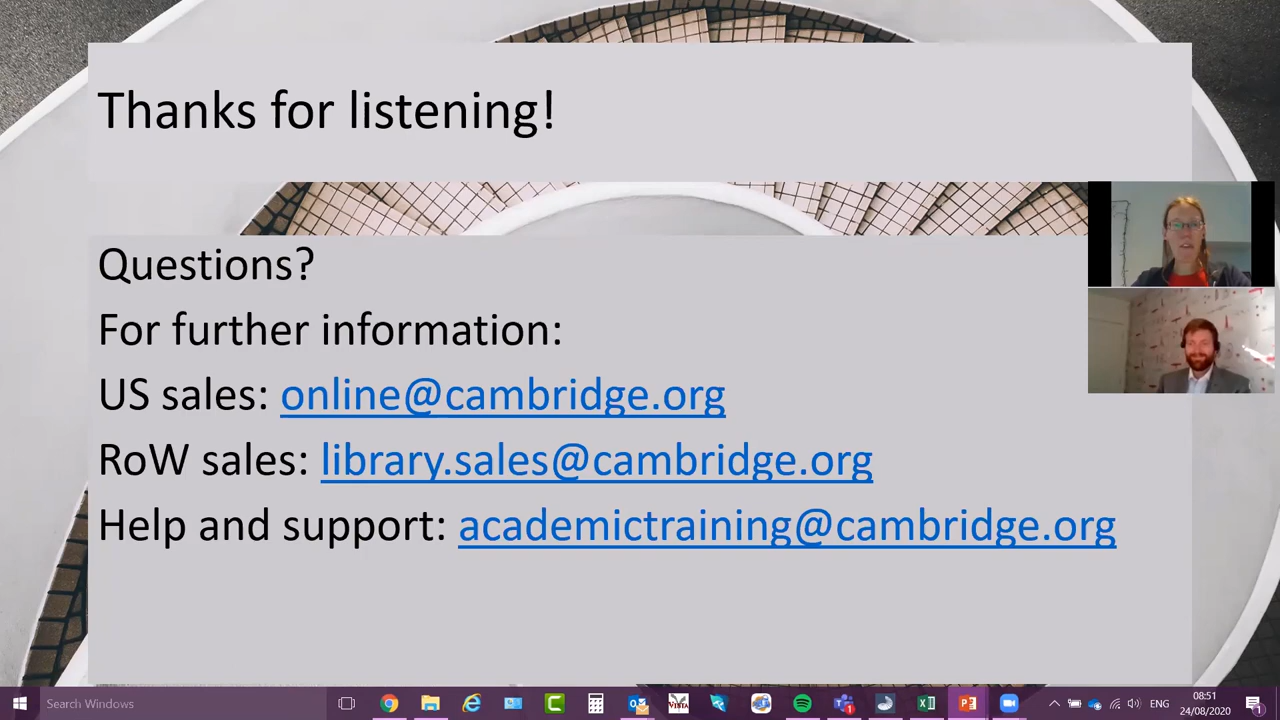 Thanks for listening!
Questions?
For further information:
US sales: online@cambridge.org
RoW sales: library.sales@cambridge.org
Help and support: academictraining@cambridge.org
Search Windows
VISTA
ENG
08:51
24/08/2020